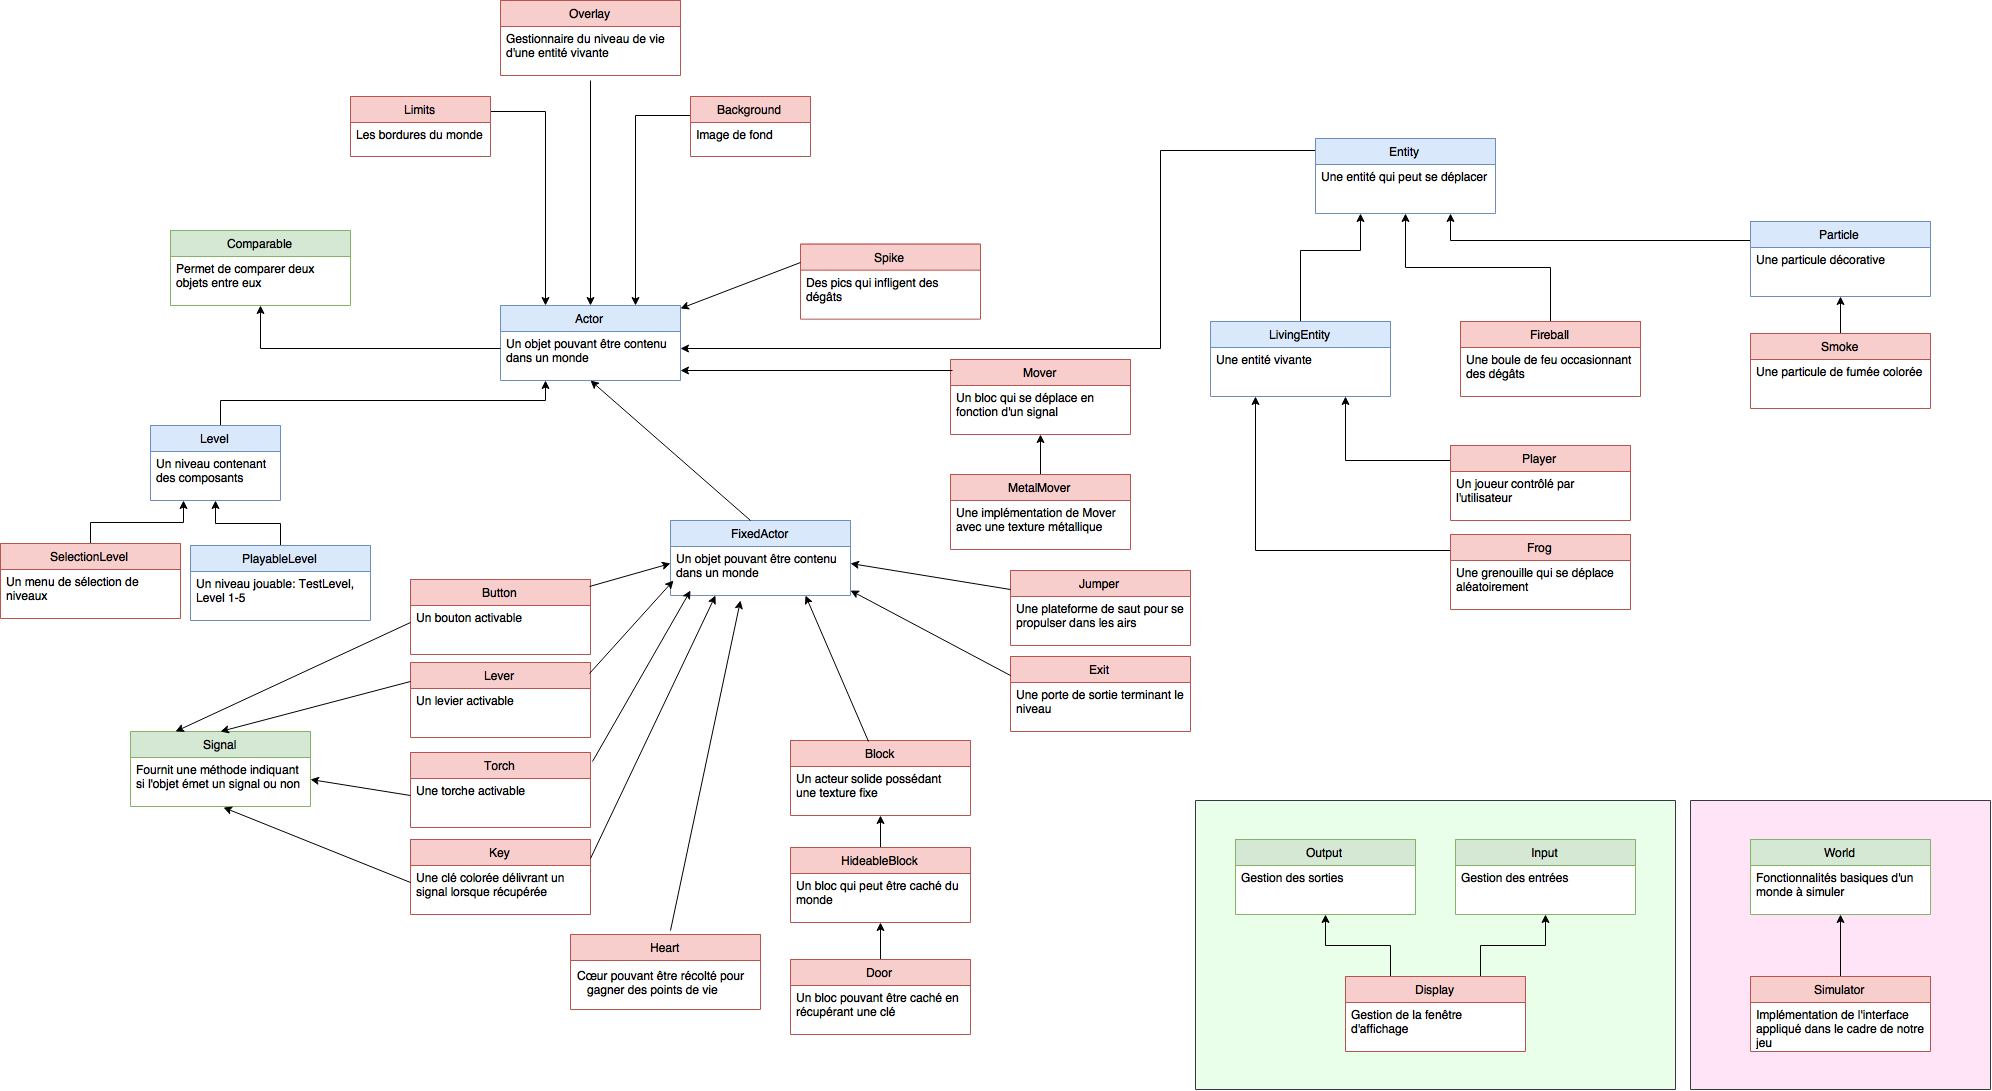 Overlay
Gestionnaire du niveau de vie
d'une entité vivante
Limits
Les bordures du monde
Background
Image de fond
Entity
Une entité qui peut se déplacer
Comparable
Permet de comparer deux
objets entre eux
Spike
Des pics qui infligent des
dégâts
Particle
Une particule décorative
Actor
Un objet pouvant être contenu
dans un monde
LivingEntity
Une entité vivante
Fireball
Une boule de feu occasionnant
des dégâts
Smoke
Une particule de fumée colorée
Mover
Un bloc qui se déplace en
fonction d'un signal
Level
Un niveau contenant
des composants
Player
Un joueur contrôlé par
l'utilisateur
MetalMover
Une implémentation de Mover
avec une texture métallique
FixedActor
Un objet pouvant être contenu
dans un monde
Frog
Une grenouille qui se déplace
aléatoirement
SelectionLevel
Un menu de sélection de
niveaux
PlayableLevel
Un niveau jouable: TestLevel,
Level 1-5
Button
Un bouton activable
Jumper
Une plateforme de saut pour se
propulser dans les airs
Lever
Un levier activable
Exit
Une porte de sortie terminant le
niveau
Signal
Fournit une méthode indiquant
si l'objet émet un signal ou non
Torch
Une torche activable
Block
Un acteur solide possédant
une texture fixe
Key
Une clé colorée délivrant un
signal lorsque récupérée
HideableBlock
Un bloc qui peut être caché du
monde
Output
Gestion des sorties
Input
Gestion des entrées
World
Fonctionnalités basiques d'un
monde à simuler
Heart
Cœur pouvant être récolté pour
gagner des points de vie
Door
Un bloc pouvant être caché en
récupérant une clé
Display
Gestion de la fenêtre
d'affichage
Simulator
Implémentation de l'interface
appliqué dans le cadre de notre
jeu